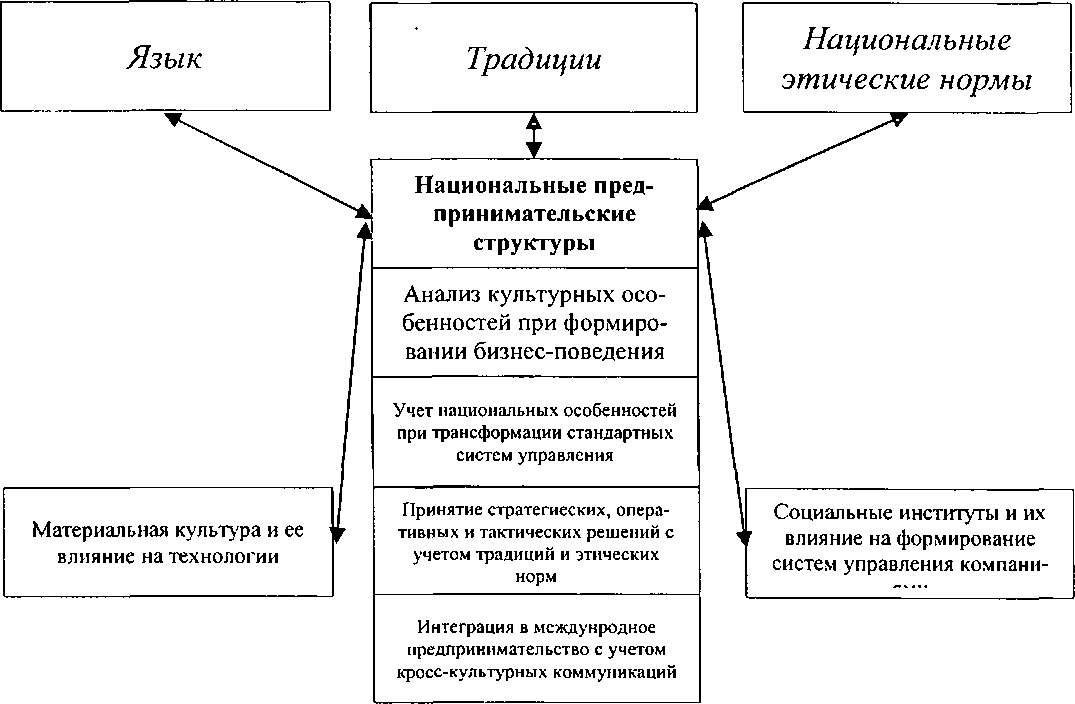 Язык
Традиции
Национальные
этические нормы
Национальные пред-
принимательские
структуры
Анализ культурных осо-
бенностей при формиро-
вании бизнес-поведения
Учет национальных особенностей
при трансформации стандартных
систем управления
Принятие стратегиеских, опера-
тивных и тактических решений с
учетом традиций и этических
норм
Интеграция в междунродное
предпринимательство с учетом
кросс-культурных коммуникаций
Материальная культура и ее
влияние на технологии
Социальные институты и их
влияние на формирование
систем управления компани-